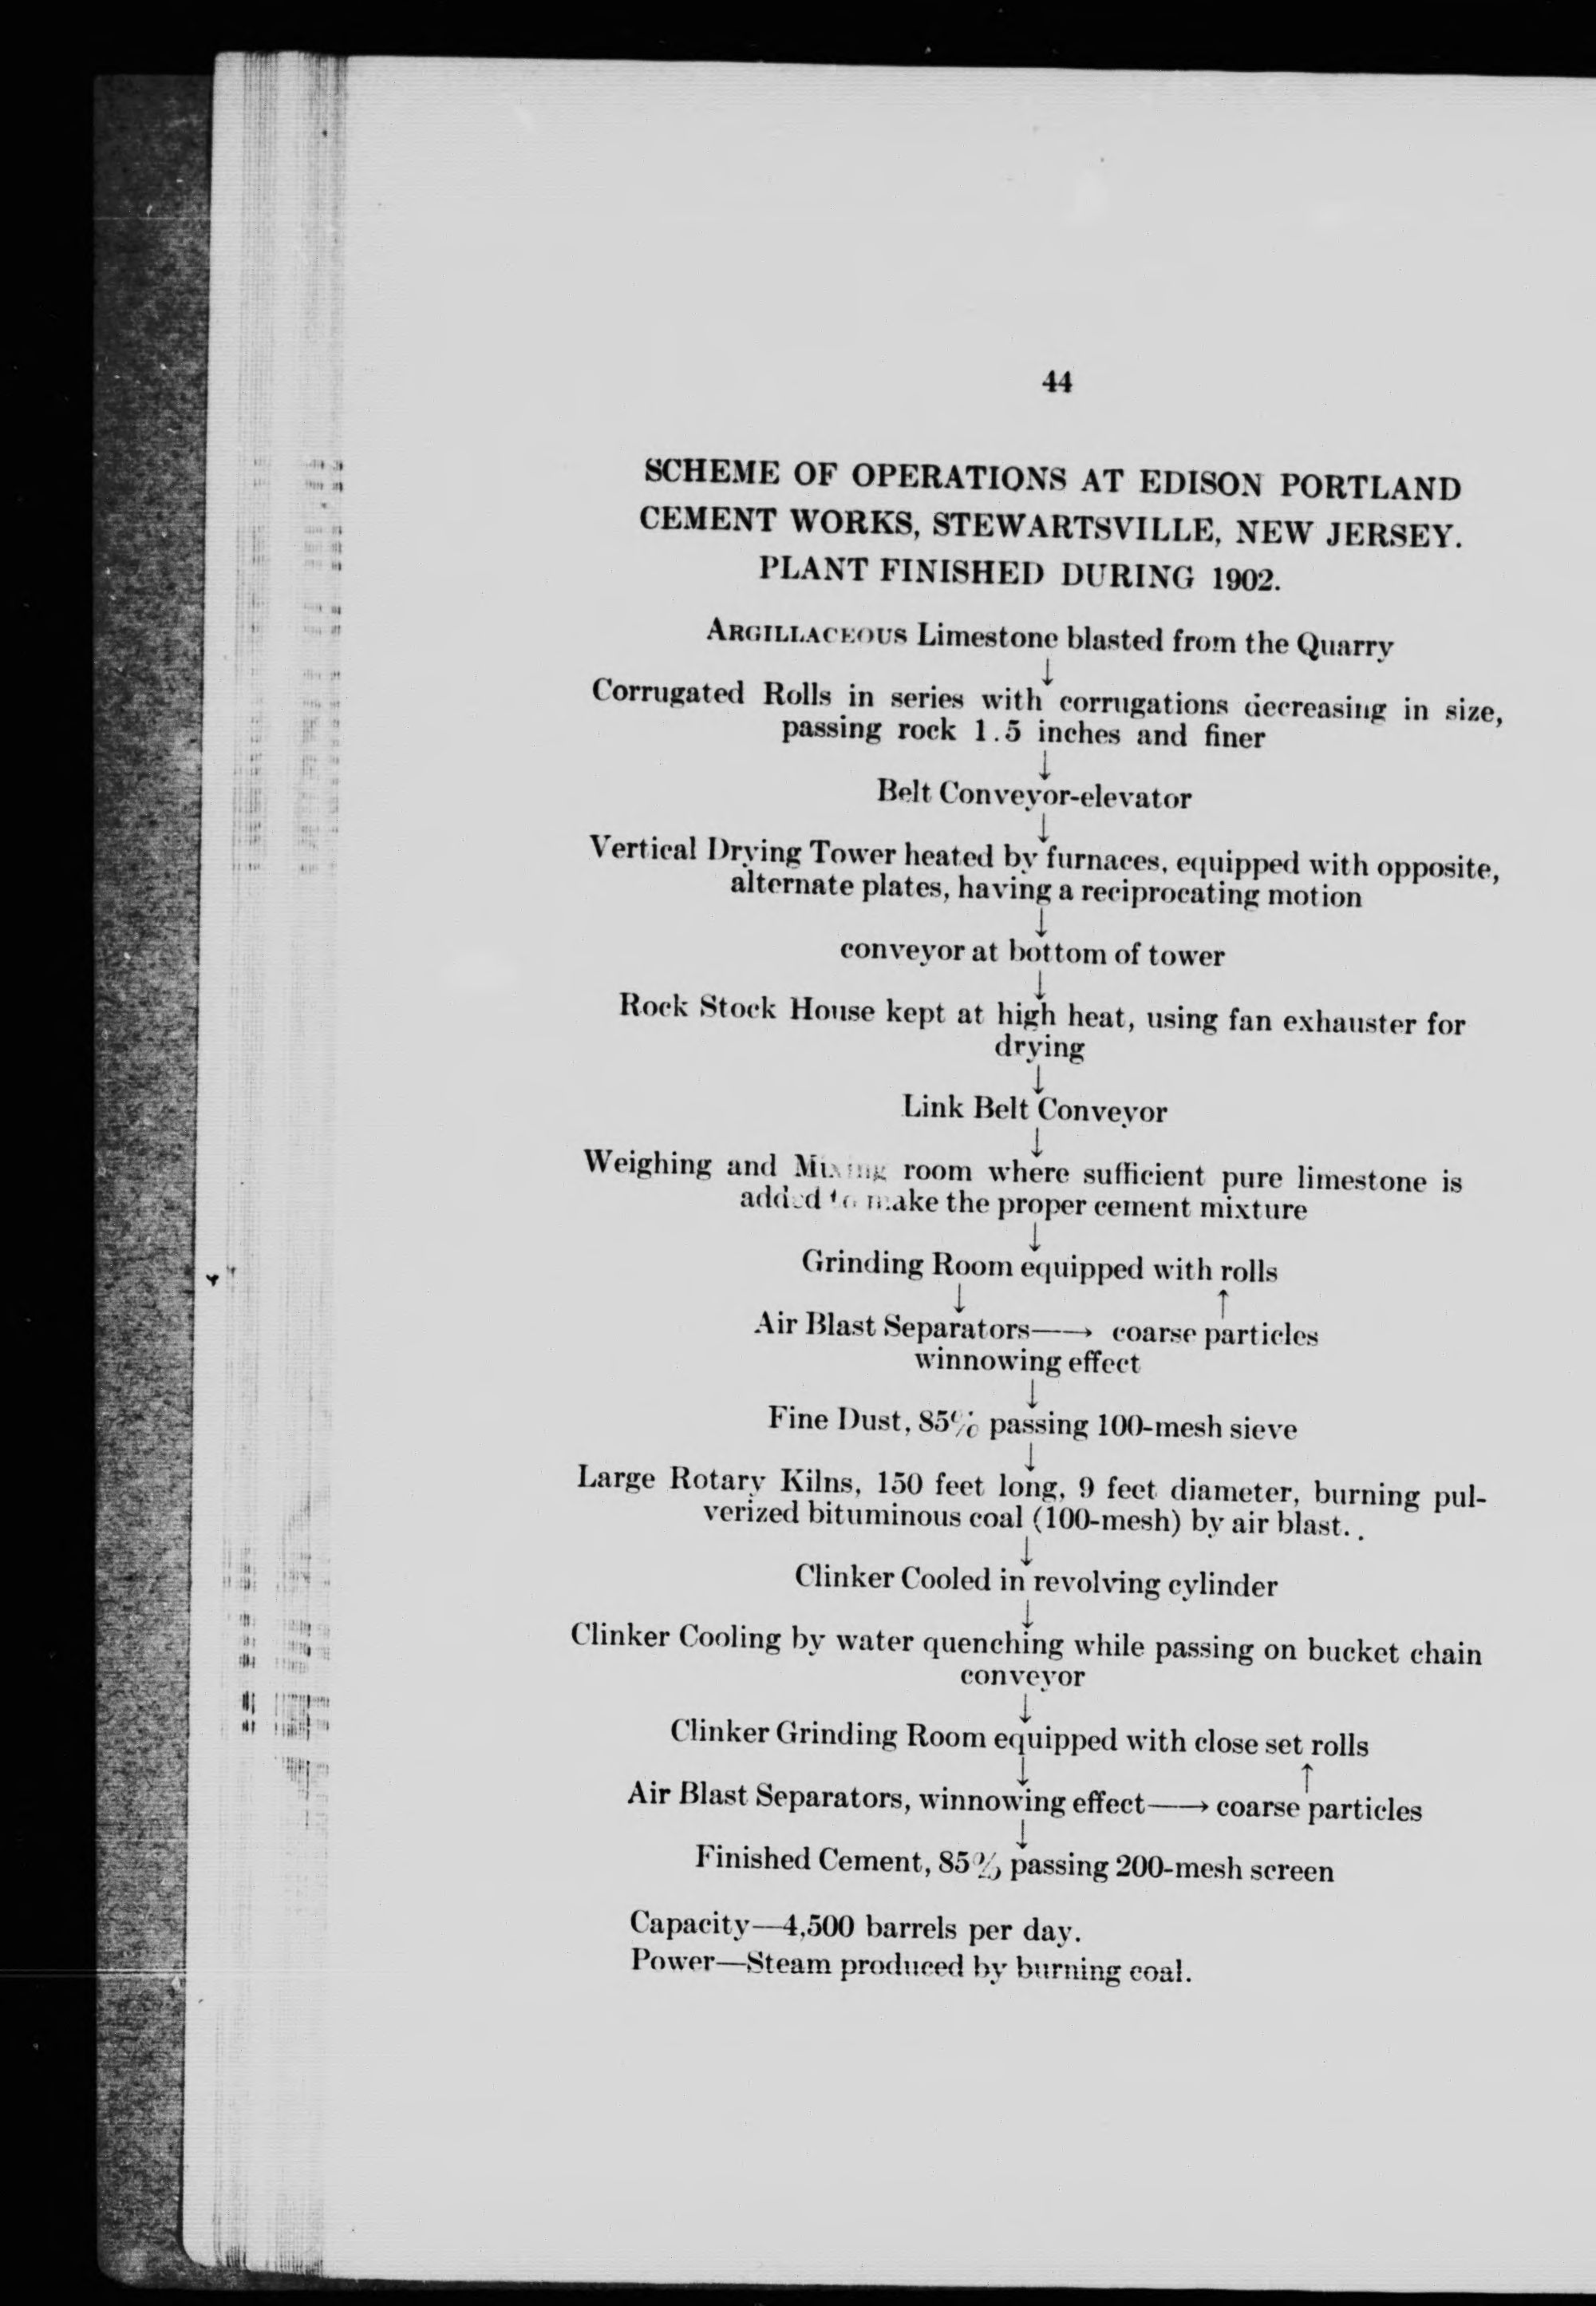 44
SCHEME OF OPERATIONS AT EDISON PORTLAND
CEMENT WORKS, STEWARTSVILLE, NEW JERSEY.
PLANT FINISHED DURING 1902.
ARGILLACEOUS Limestone blasted from the Quarry
↓
Corrugated Rolls in series with corrugations decreasing in size,
passing rock 1.5 inches and finer
↓
Belt Conveyor-elevator
↓
Vertical Drying Tower heated by furnaces, equipped with opposite,
alternate plates, having a reciprocating motion
↓
conveyor at bottom of tower
↓
Rock Stock House kept at high heat, using fan exhauster for
drying
↓
Link Belt Conveyor
↓
Weighing and Mixing room where sufficient pure limestone is
added to make the proper cement mixture
↓
Grinding Room equipped with rolls
↓ ↑
Air Blast Separators——→ coarse particles
winnowing effect
↓
Fine Dust, 85% passing 100-mesh sieve
↓
Large Rotary Kilns, 150 feet long, 9 feet diameter, burning pul-
verized bituminous coal (100-mesh) by air blast..
↓
Clinker Cooled in revolving cylinder
↓
Clinker Cooling by water quenching while passing on bucket chain
conveyor
↓
Clinker Grinding Room equipped with close set rolls
↓ ↑
Air Blast Separators, winnowing effect——→ coarse particles
↓
Finished Cement, 85% passing 200-mesh screen
Capacity—4,500 barrels per day.
Power—Steam produced by burning coal.